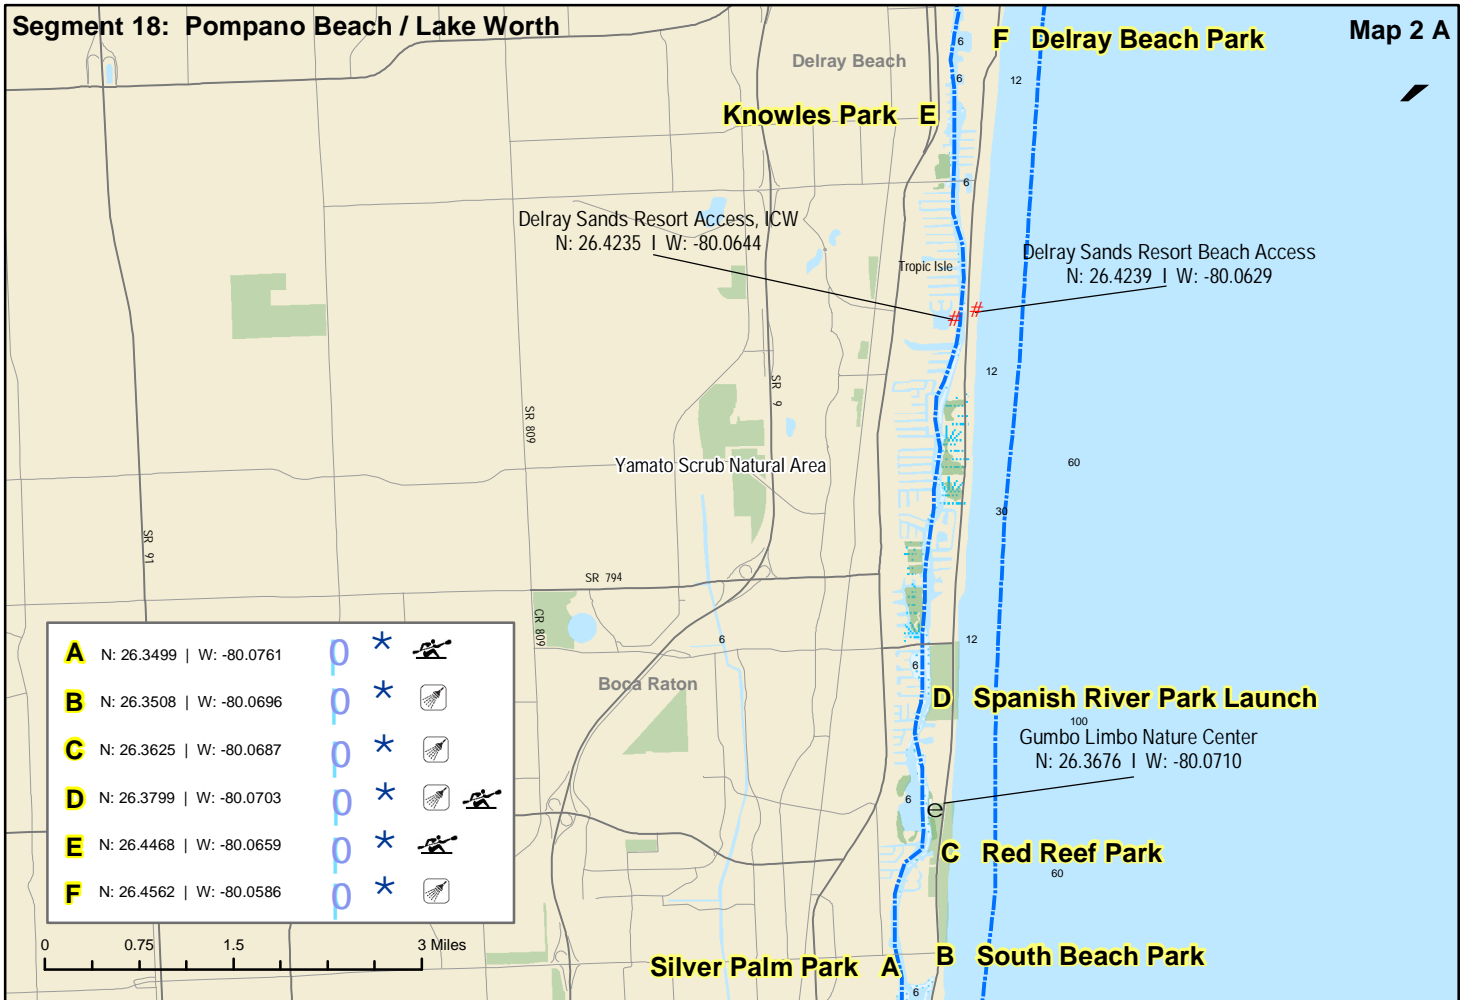 Segment 18: Pompano Beach / Lake Worth
Map 2 A
F Delray Beach Park
6
Delray Beach
6
12
Knowles Park E
6
Delray Sands Resort Access, ICW
N: 26.4235 I W: -80.0644
Delray Sands Resort Beach Access
N: 26.4239 I W: -80.0629
Tropic Isle
#
#
12
SR 9
SR 809
Yamato Scrub Natural Area
60
30
SR 91
SR 794
CR 809
6
12
6
Boca Raton
D Spanish River Park Launch
100
Gumbo Limbo Nature Center
N: 26.3676 I W: -80.0710
6
e
C Red Reef Park
60
A N: 26.3499 | W: -80.0761 p0 *
B N: 26.3508 | W: -80.0696 p0 *
C N: 26.3625 | W: -80.0687 p0 *
D N: 26.3799 | W: -80.0703 p0 *
E N: 26.4468 | W: -80.0659 p0 *
F N: 26.4562 | W: -80.0586 p0 *
0 0.75 1.5 3 Miles
Silver Palm Park A
B South Beach Park
6